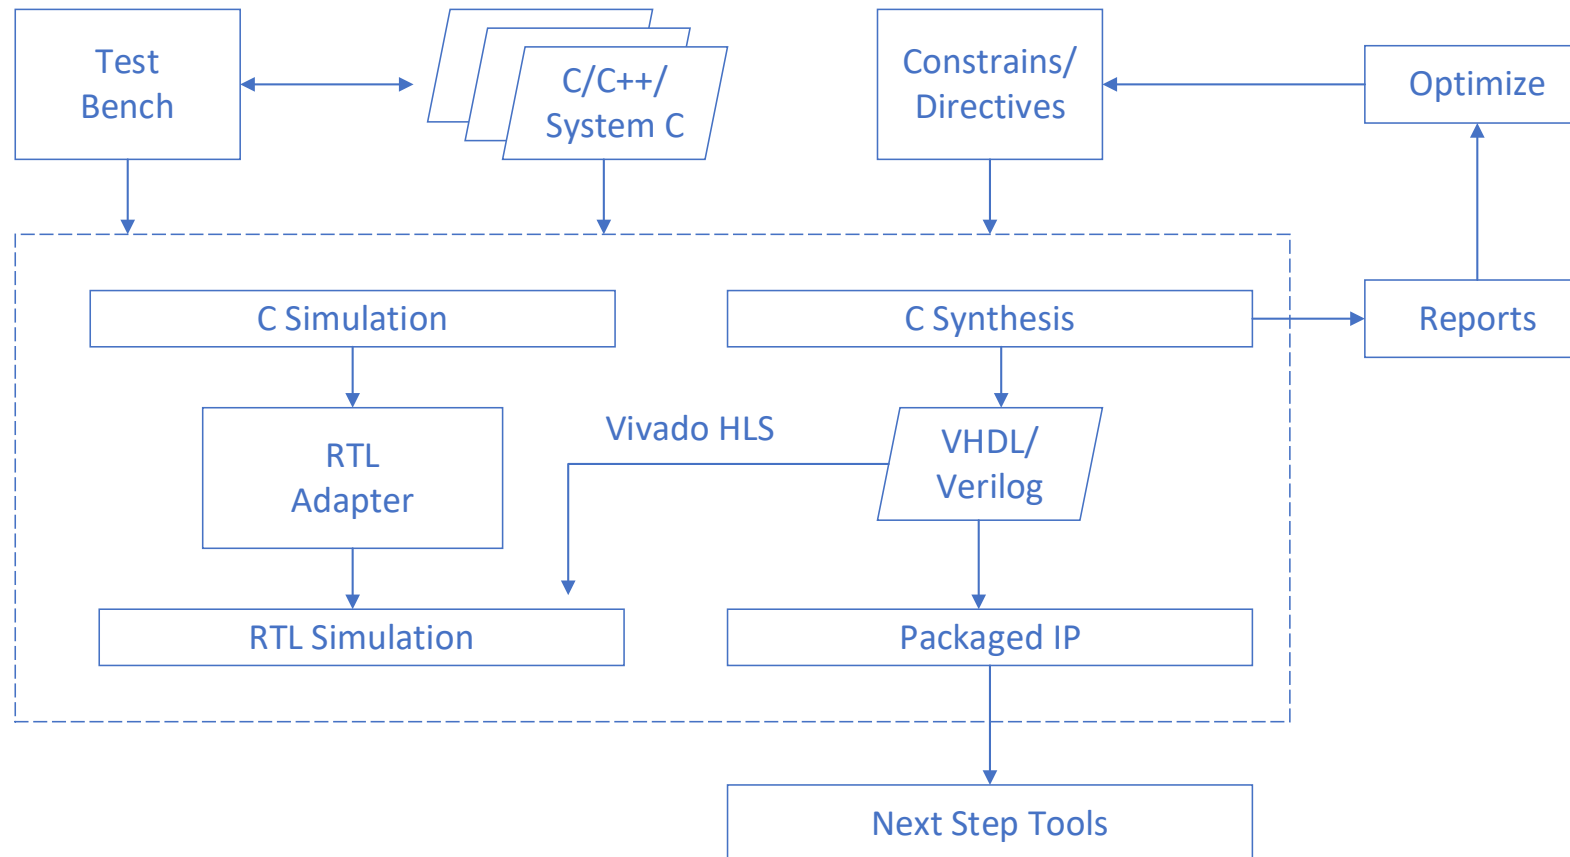 Test
Bench
C/C++/
System C
Constrains/
Directives
Optimize
C Simulation
C Synthesis
Reports
RTL
Adapter
Vivado HLS
VHDL/
Verilog
RTL Simulation
Packaged IP
Next Step Tools